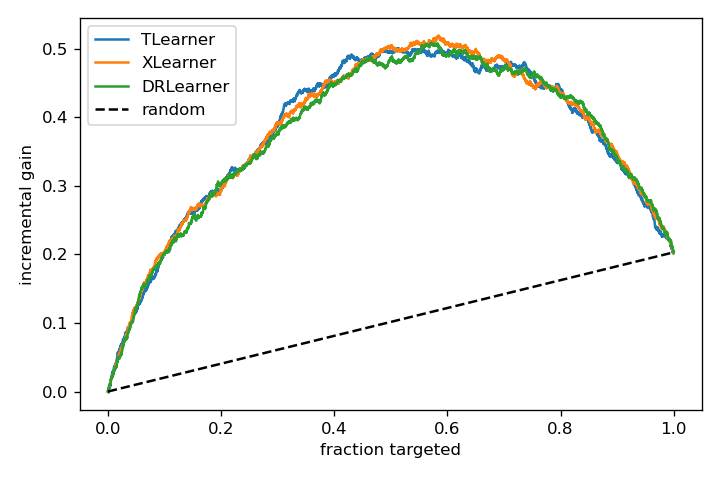 TLearner
XLearner
DRLearner
random
incremental gain
0.5
0.4
0.3
0.2
0.1
0.0
0.0 0.2 0.4 0.6 0.8 1.0
fraction targeted